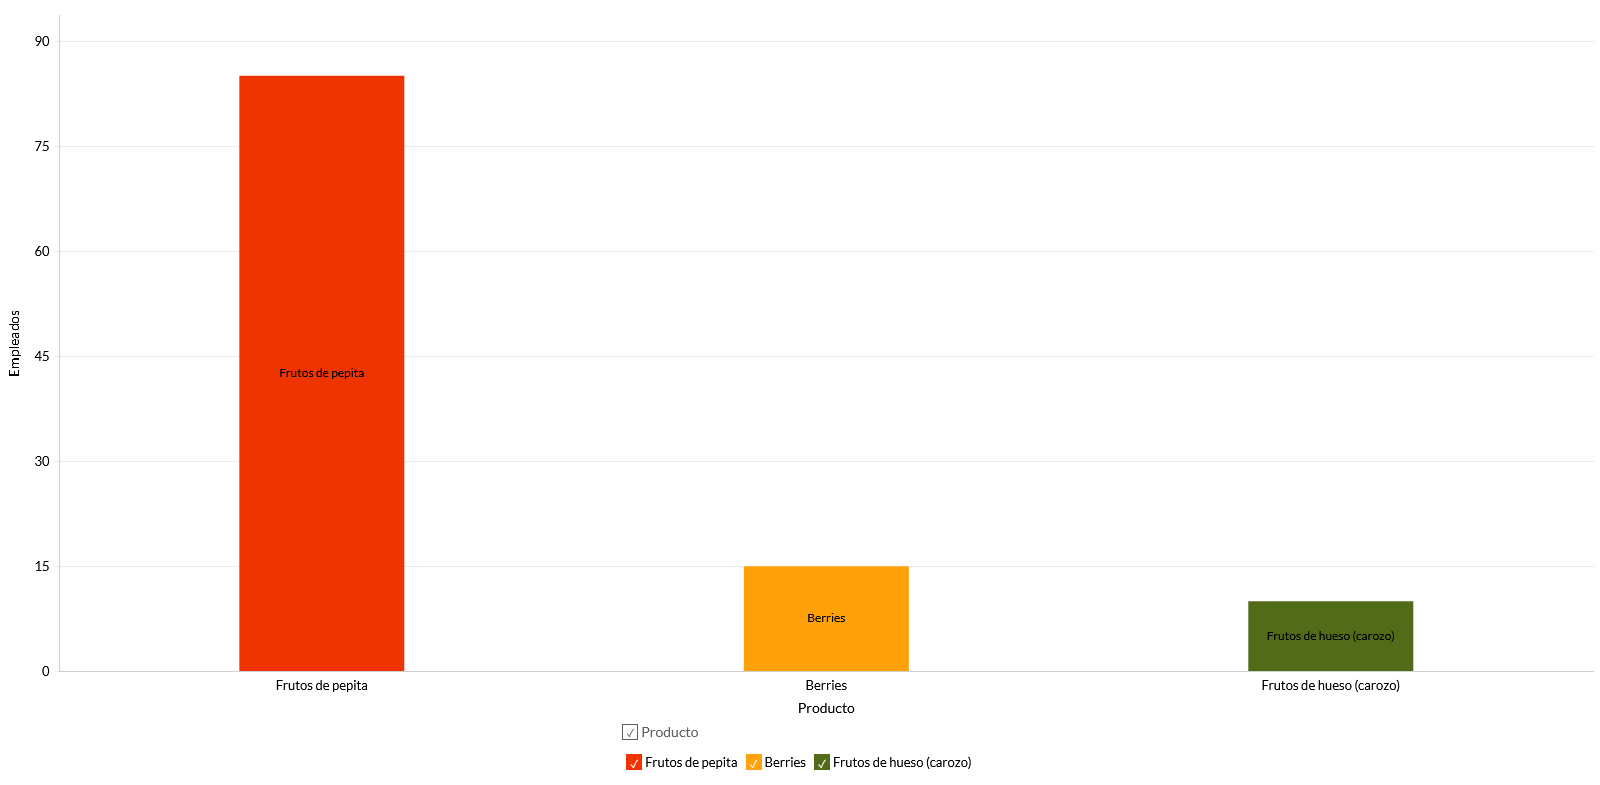 90
75
60
45
30
15
0
Empleados
Frutos de pepita
Berries
Frutos de hueso (carozo)
Frutos de pepita Berries Frutos de hueso (carozo)
Producto
Producto
Frutos de pepita Berries Frutos de hueso (carozo)